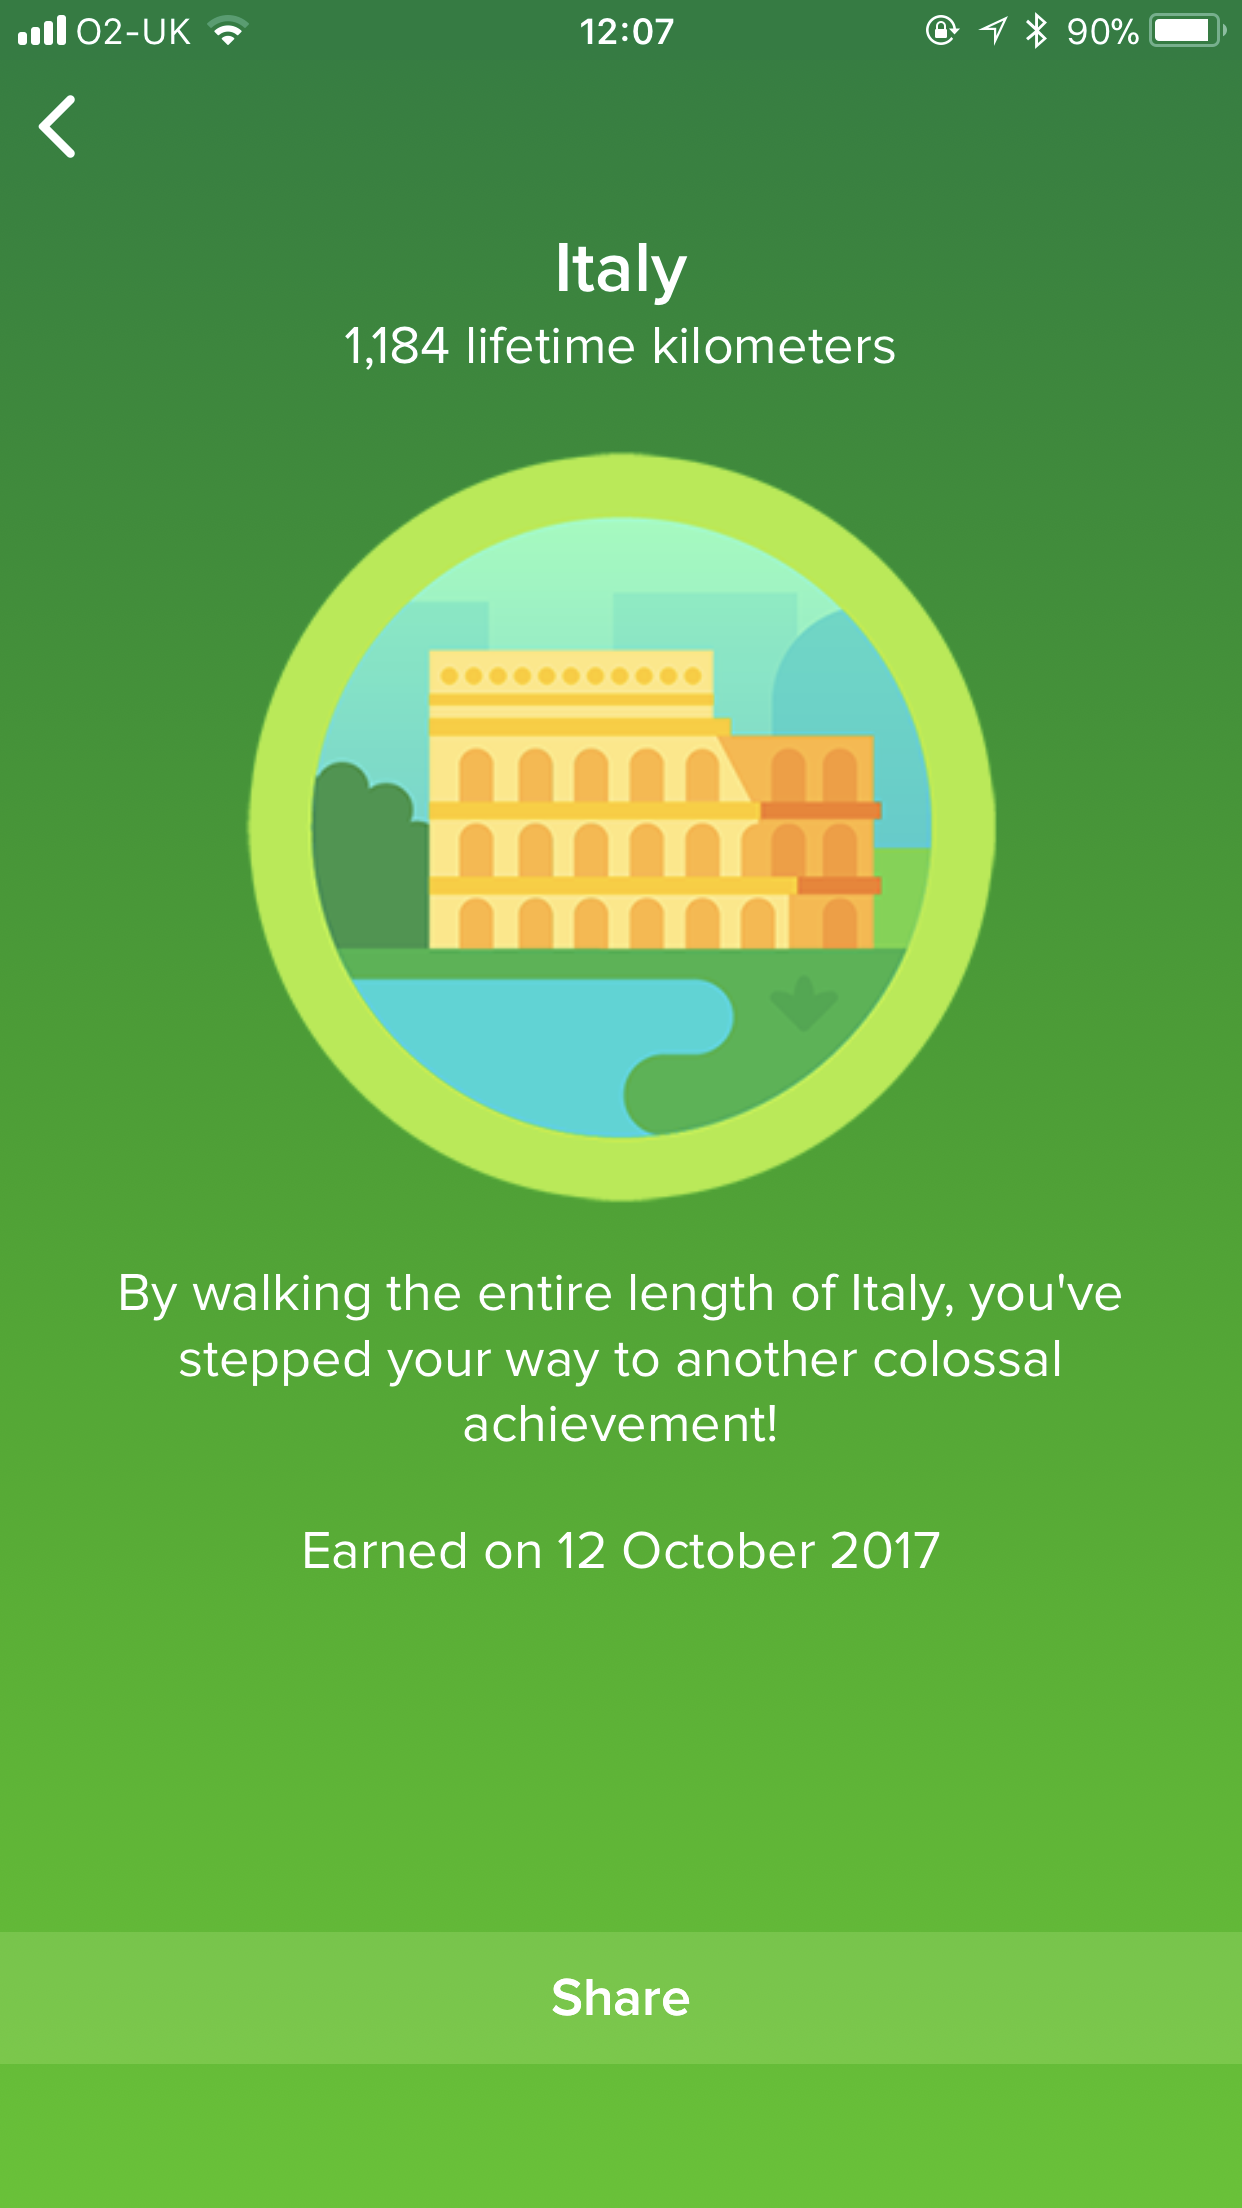 O2-UK 12:07 90%
Italy
1,184 lifetime kilometers
By walking the entire length of Italy, you've
stepped your way to another colossal
achievement!
Earned on 12 October 2017
Share